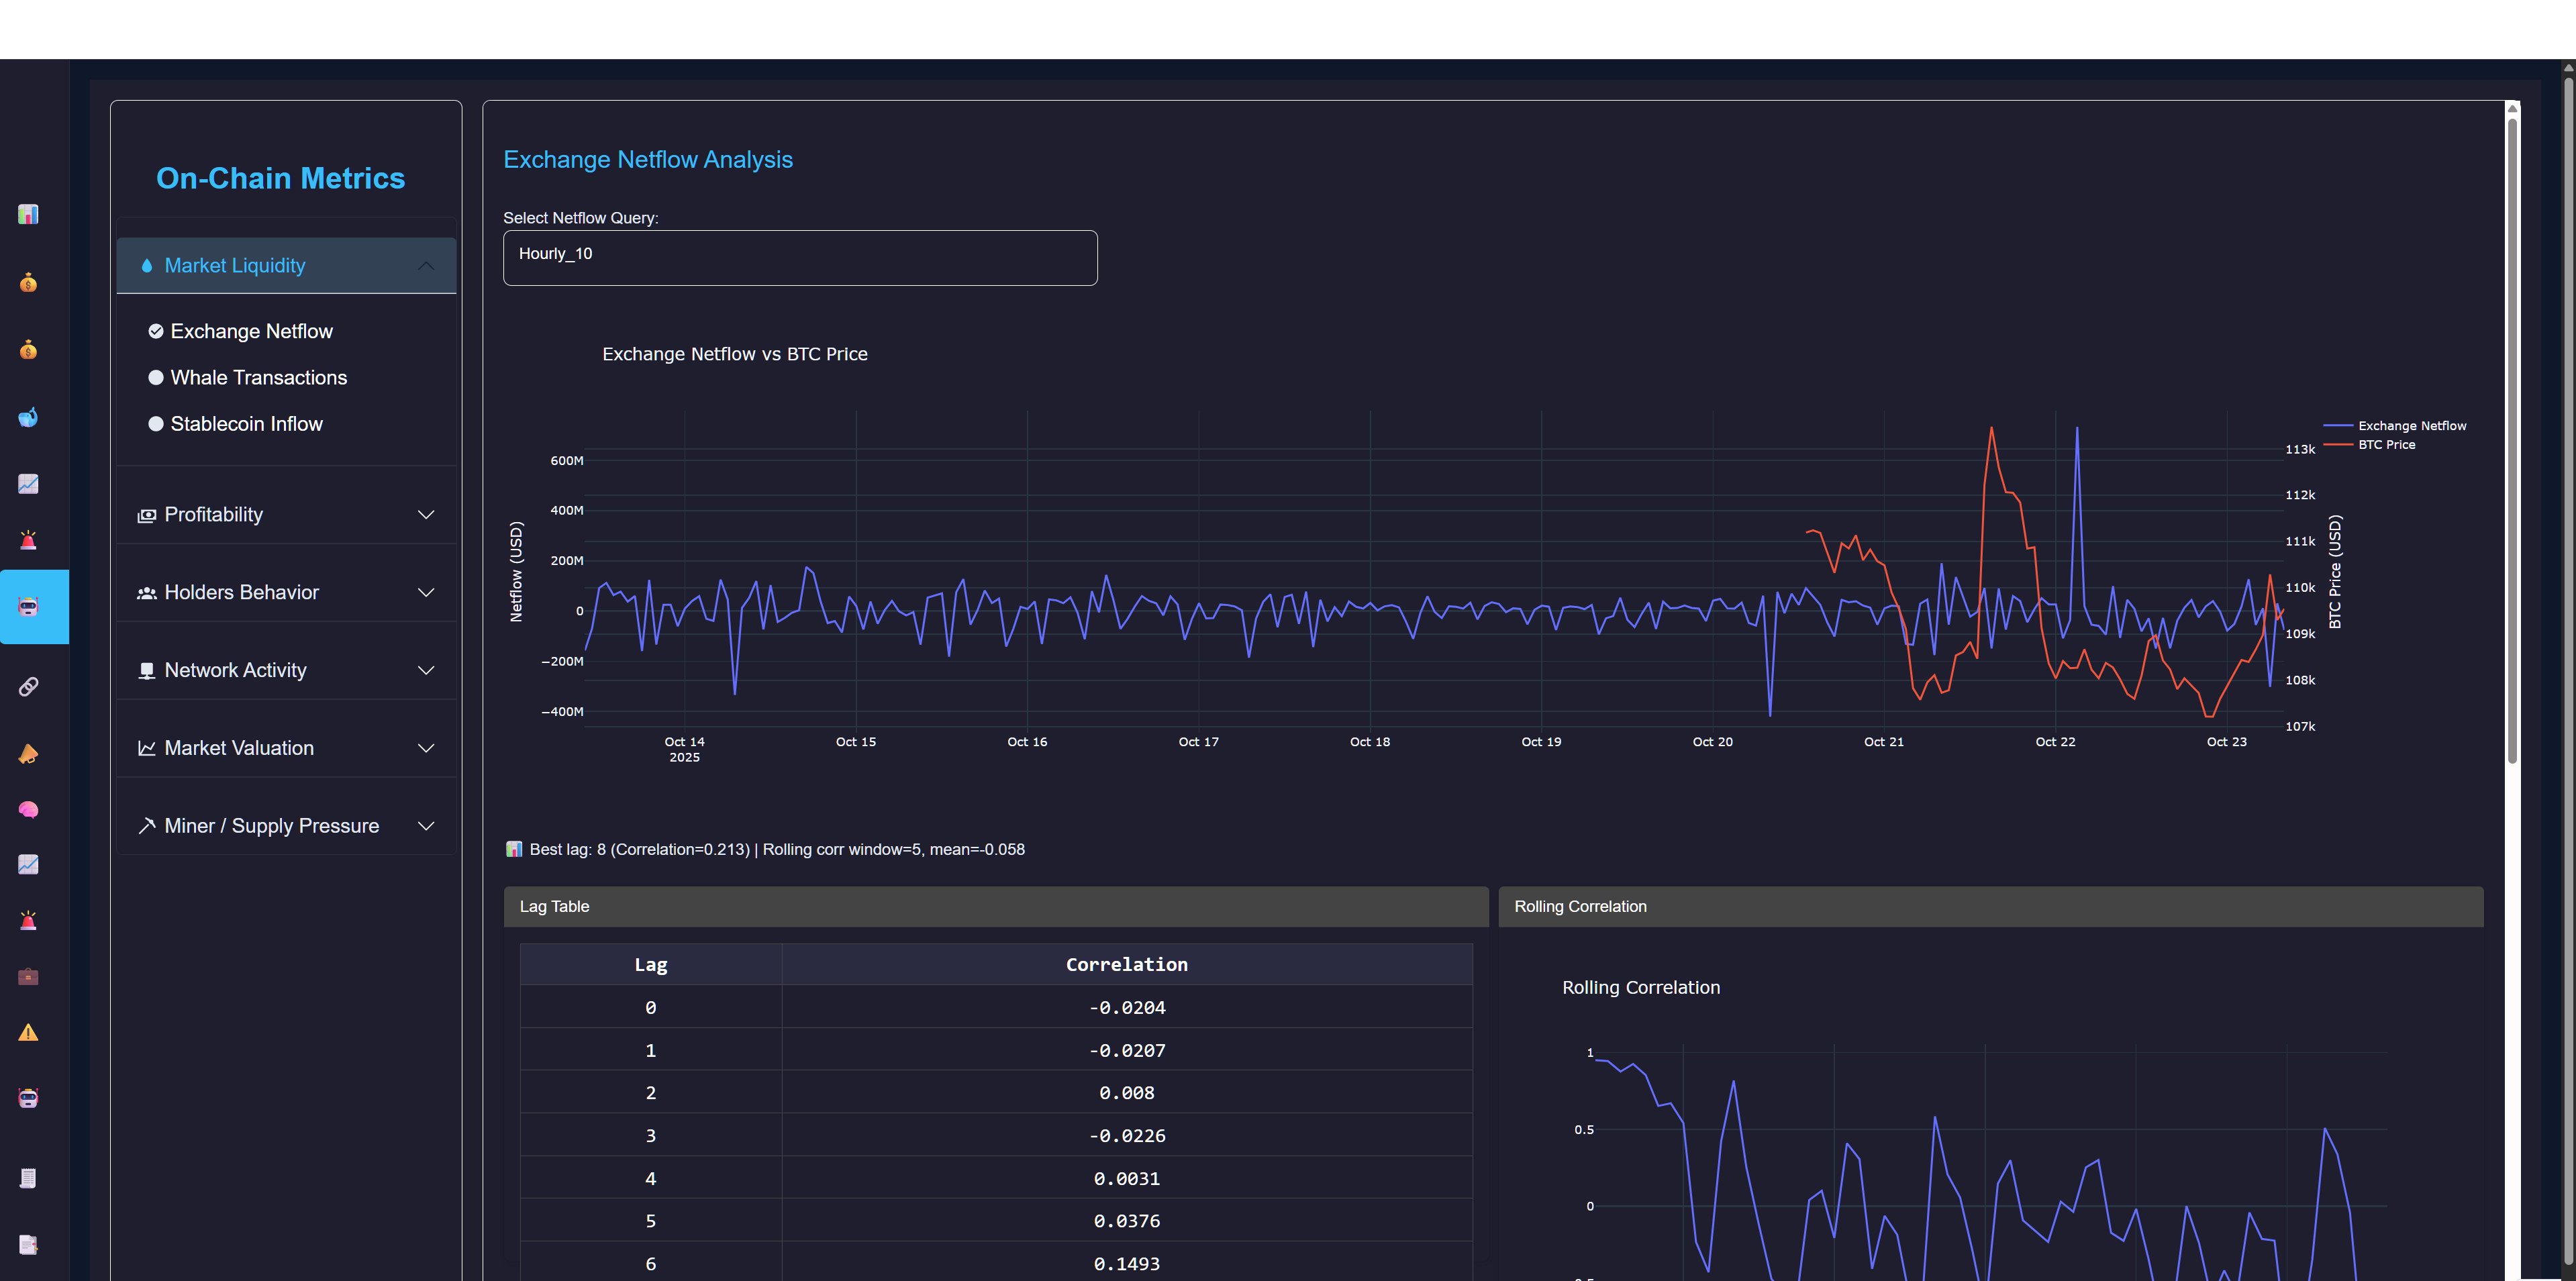 On-Chain Metrics
Market Liquidity
Exchange Netflow
Whale Transactions
Stablecoin Inflow
Profitability
Holders Behavior
Network Activity
Market Valuation
Miner / Supply Pressure
Exchange Netflow Analysis
Select Netflow Query:
Hourly_10
Exchange Netflow vs BTC Price
Exchange Netflow
BTC Price
Netflow (USD)
600M
400M
200M
0
−200M
−400M
113k
112k
111k
110k
109k
108k
107k
BTC Price (USD)
Oct 14 Oct 15 Oct 16 Oct 17 Oct 18 Oct 19 Oct 20 Oct 21 Oct 22 Oct 23
2025
Best lag: 8 (Correlation=0.213) | Rolling corr window=5, mean=-0.058
Lag Table
Lag Correlation
0 -0.0204
1 -0.0207
2 0.008
3 -0.0226
4 0.0031
5 0.0376
6 0.1493
Rolling Correlation
Rolling Correlation
1
0.5
0